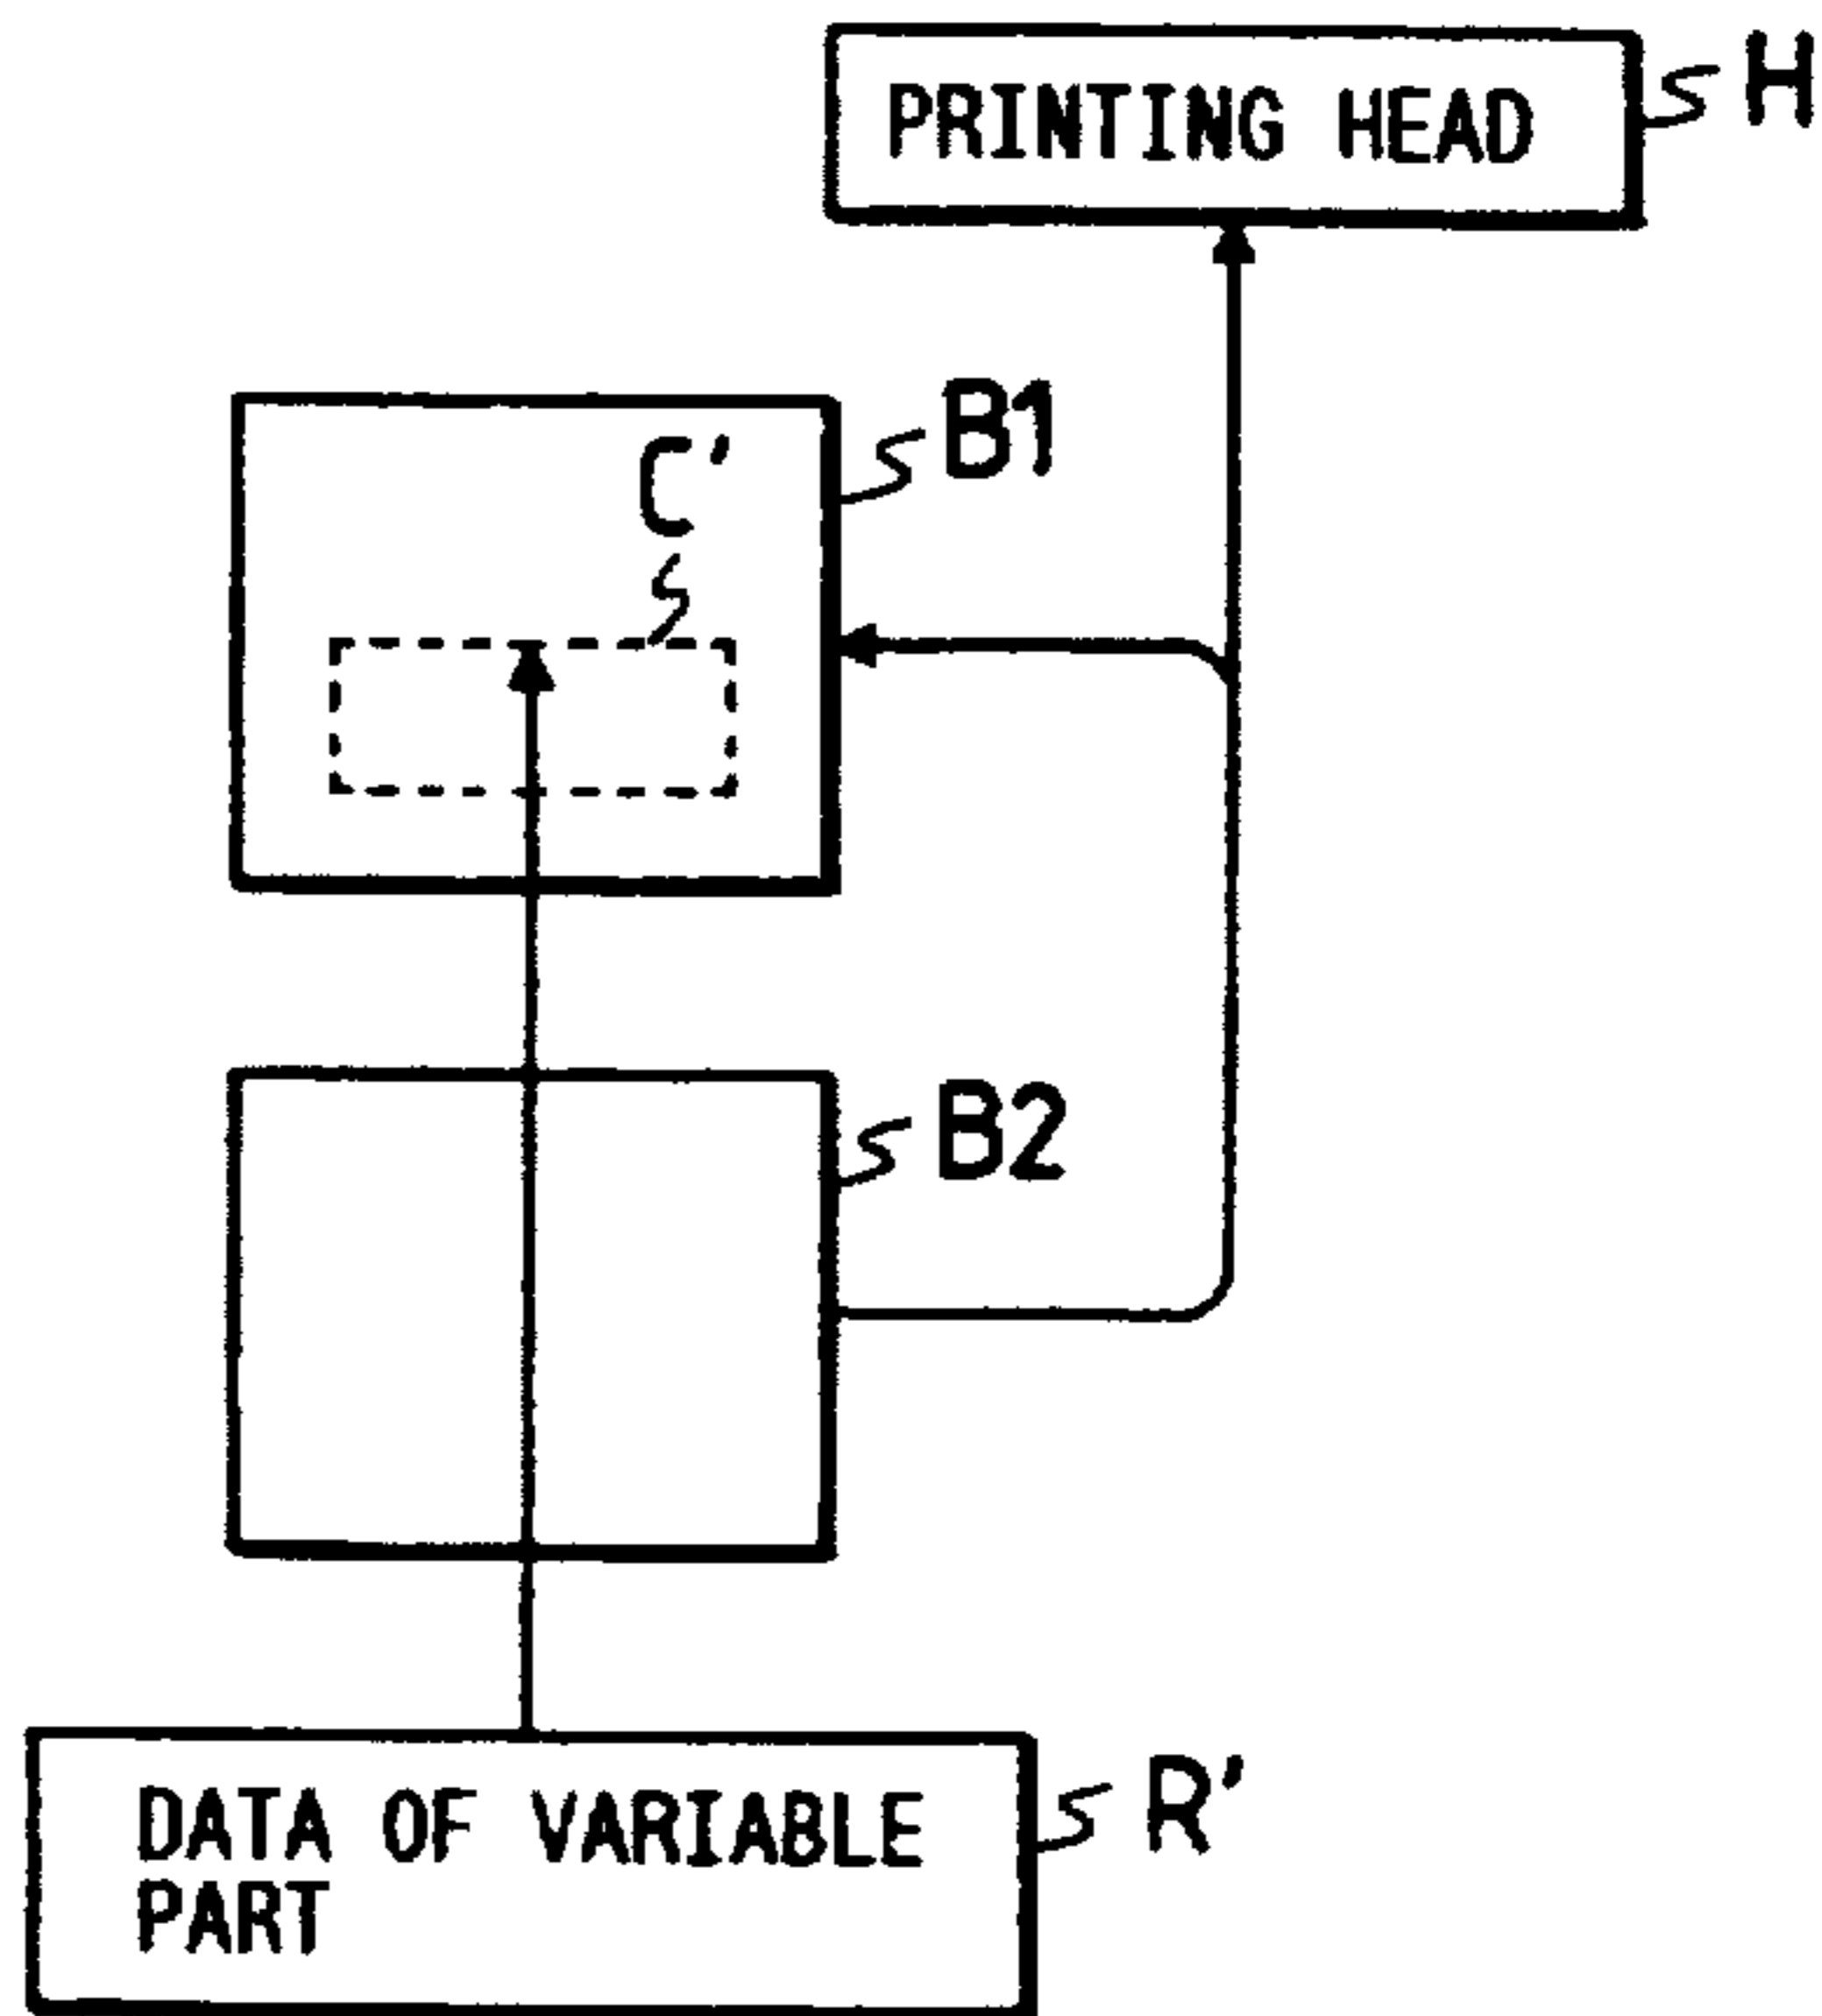 PRINTING HEAD
H
B1
C'
B2
DATA OF VARIABLE
PART
R'